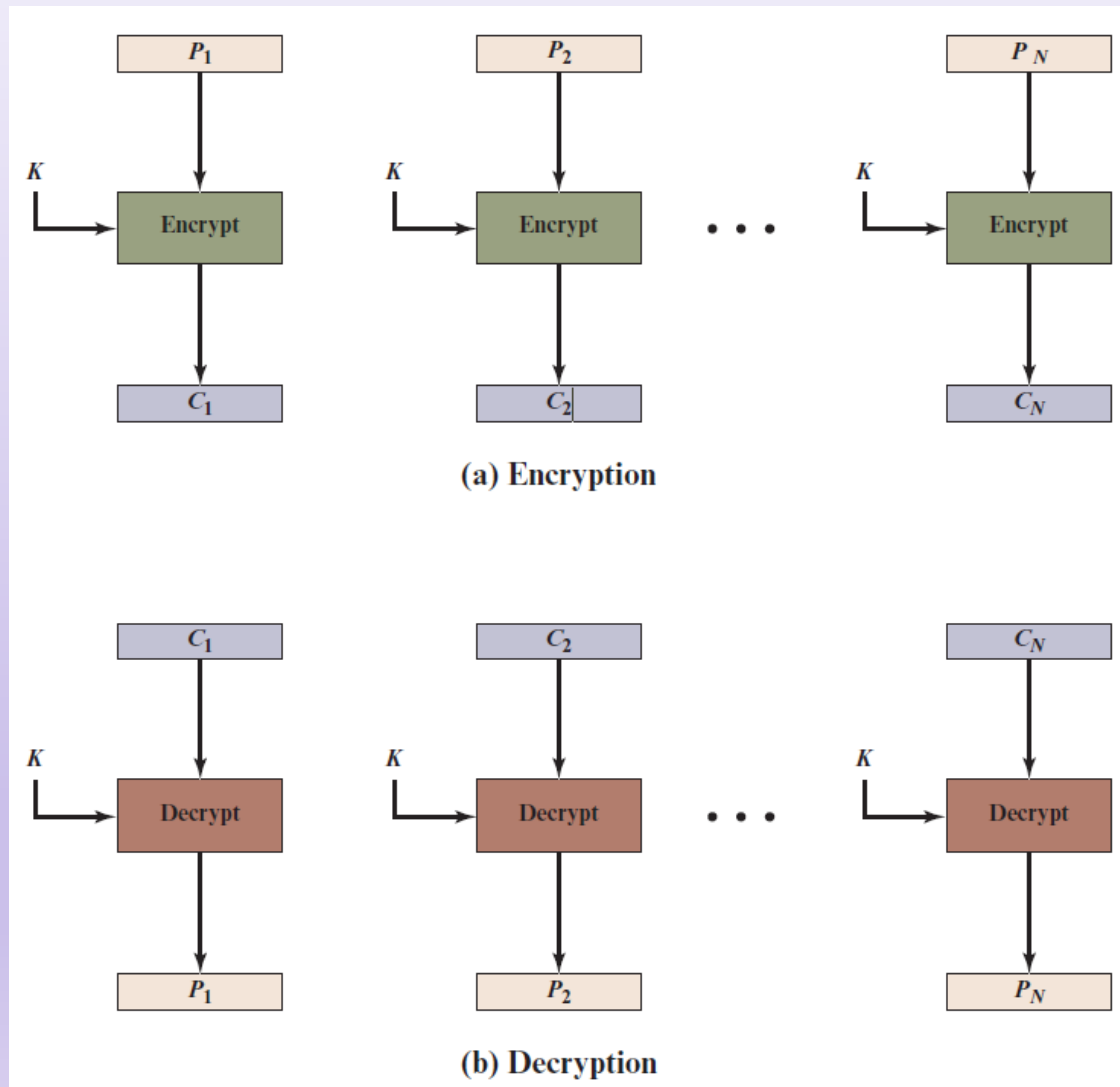 P1 P2 P N
K K K
Encrypt Encrypt • • • Encrypt
C1 C2 CN
(a) Encryption
C1 C2 CN
K K K
Decrypt Decrypt • • • Decrypt
P1 P2 PN
(b) Decryption